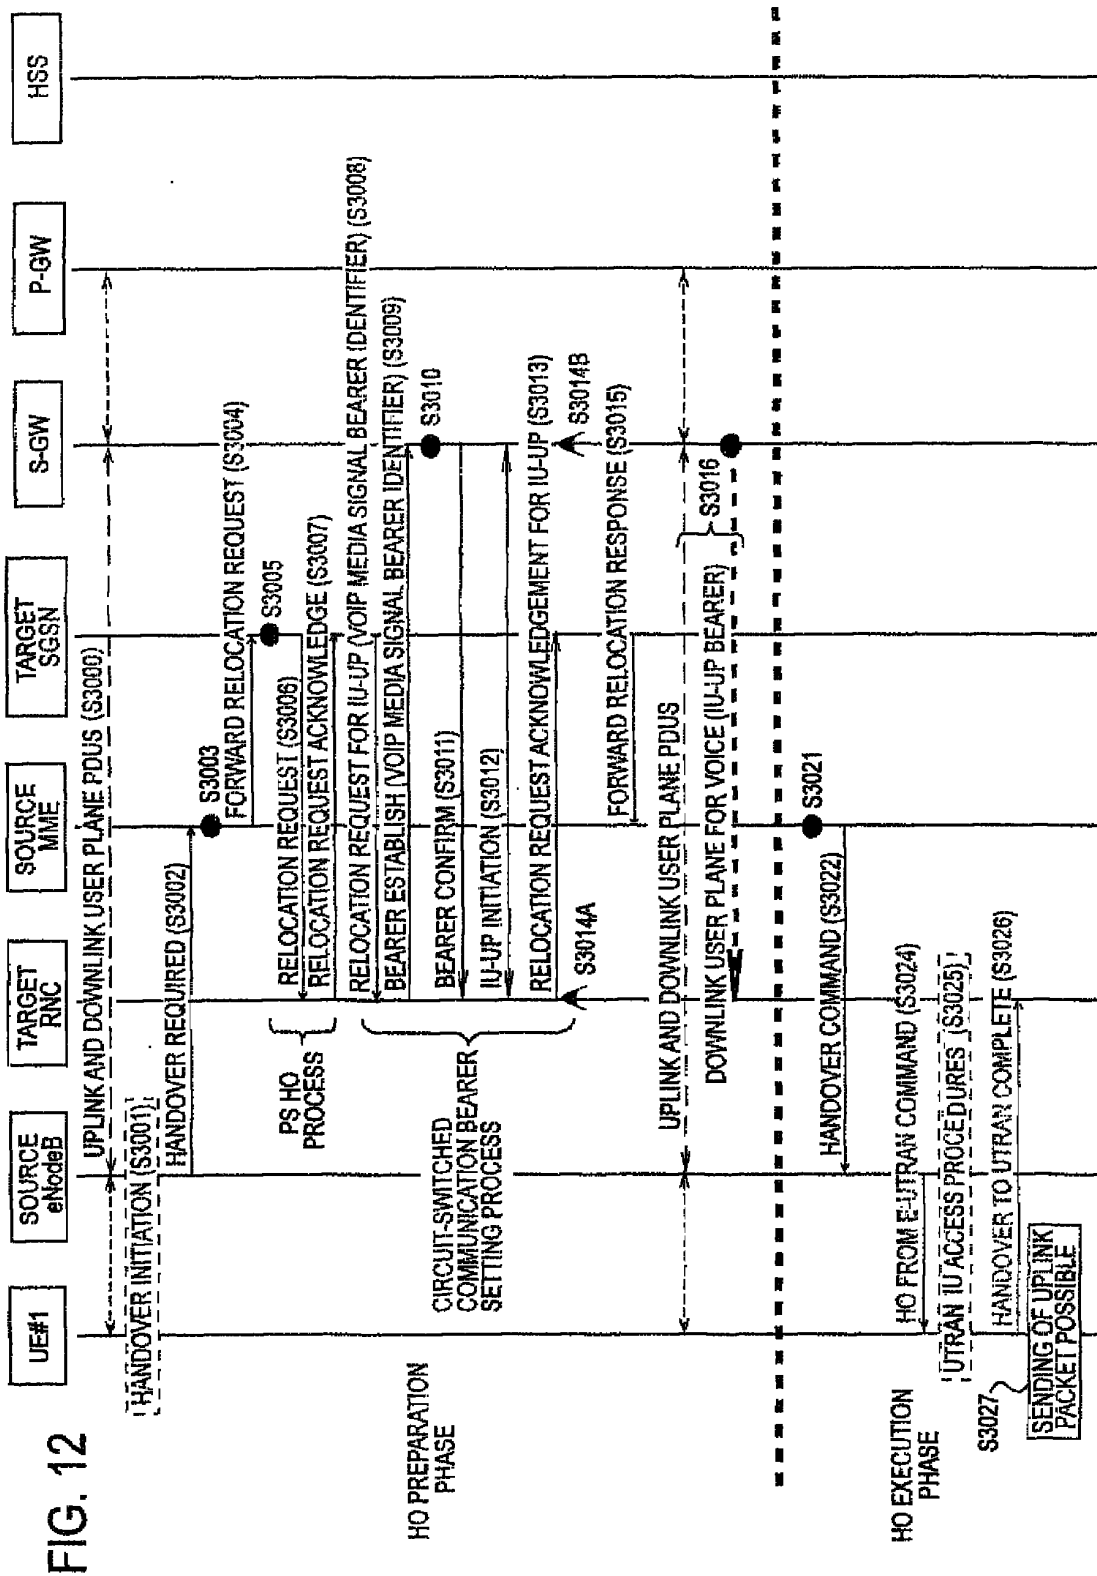 FIG. 12
UE#1
SOURCE
eNodeB
TARGET
RNC
SOURCE
MME
TARGET
SGSN
S-GW
P-GW
HSS
UPLINK AND DOWNLINK USER PLANE PDUS (S3000)
HANDOVER INITIATION (S3001)
HANDOVER REQUIRED (S3002)
S3003
FORWARD RELOCATION REQUEST (S3004)
S3005
RELOCATION REQUEST (S3006)
RELOCATION REQUEST ACKNOWLEDGE (S3007)
PS HO
PROCESS
RELOCATION REQUEST FOR IU-UP (VOIP MEDIA SIGNAL BEARER IDENTIFIER) (S3008)
BEARER ESTABLISH (VOIP MEDIA SIGNAL BEARER IDENTIFIER) (S3009)
S3010
HO PREPARATION
PHASE
CIRCUIT-SWITCHED
COMMUNICATION BEARER
SETTING PROCESS
BEARER CONFIRM (S3011)
IU-UP INITIATION (S3012)
RELOCATION REQUEST ACKNOWLEDGEMENT FOR IU-UP (S3013)
S3014A
S3014B
FORWARD RELOCATION RESPONSE (S3015)
UPLINK AND DOWNLINK USER PLANE PDUS
S3016
DOWNLINK USER PLANE FOR VOICE (IU-UP BEARER)
S3021
HANDOVER COMMAND (S3022)
HO EXECUTION
PHASE
HO FROM E-UTRAN COMMAND (S3024)
UTRAN IU ACCESS PROCEDURES (S3025)
HANDOVER TO UTRAN COMPLETE (S3026)
S3027
SENDING OF UPLINK
PACKET POSSIBLE